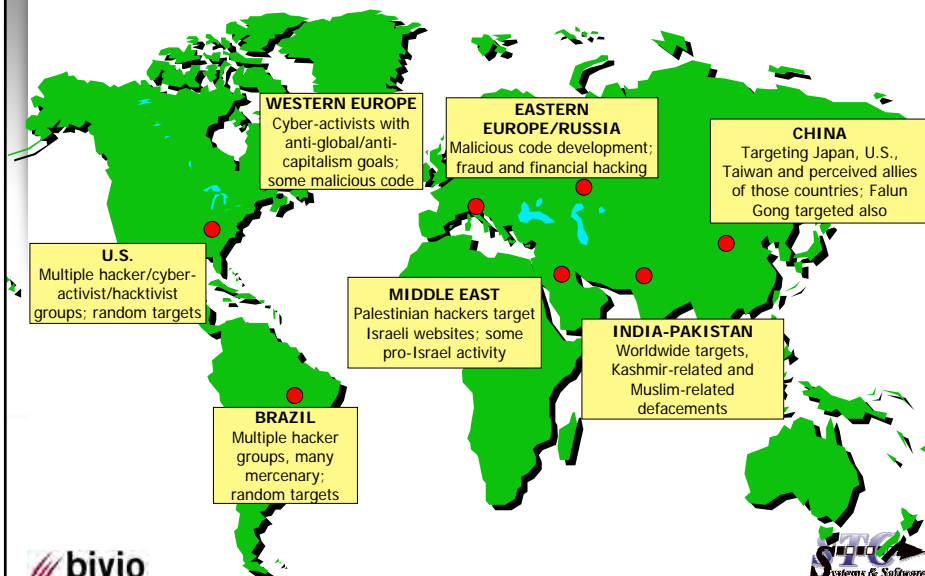 WESTERN EUROPE
Cyber-activists with
anti-global/anti-
capitalism goals;
some malicious code
EASTERN
EUROPE/RUSSIA
Malicious code development;
fraud and financial hacking
CHINA
Targeting Japan, U.S.,
Taiwan and perceived allies
of those countries; Falun
Gong targeted also
U.S.
Multiple hacker/cyber-
activist/hacktivist
groups; random targets
MIDDLE EAST
Palestinian hackers target
Israeli websites; some
pro-Israel activity
INDIA-PAKISTAN
Worldwide targets,
Kashmir-related and
Muslim-related
defacements
BRAZIL
Multiple hacker
groups, many
mercenary;
random targets
bivio
STC
Systems & Software